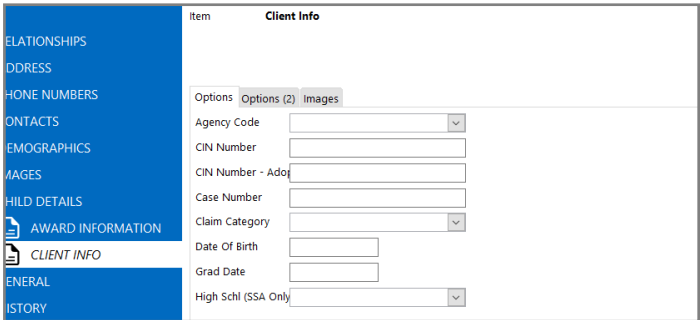 Item Client Info
ELATIONSHIPS
DDRESS
HONE NUMBERS
ONTACTS
EMOGRAPHICS
MAGES
HILD DETAILS
AWARD INFORMATION
CLIENT INFO
ENERAL
ISTORY
Options Options (2) Images
Agency Code
CIN Number
CIN Number - Adop
Case Number
Claim Category
Date Of Birth
Grad Date
High Schl (SSA Only